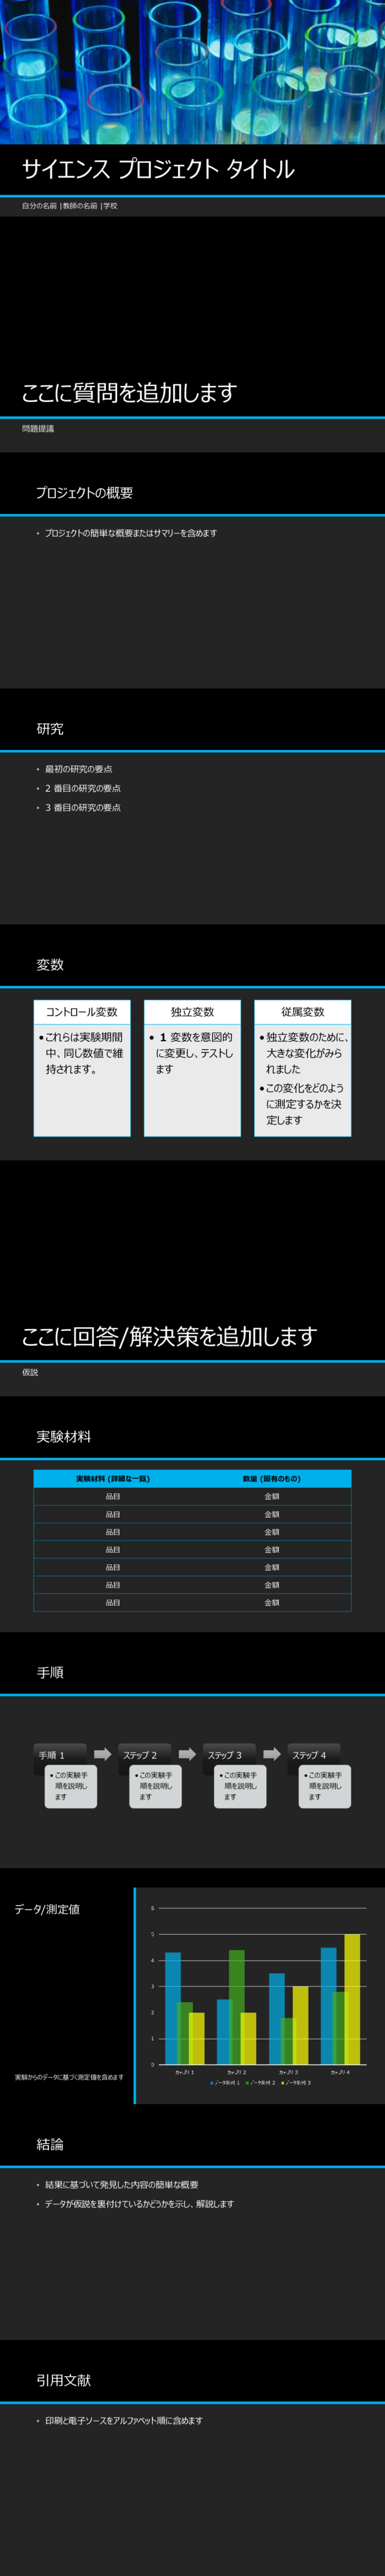 サイエンス プロジェクト タイトル
自分の名前 |教師の名前 |学校
ここに質問を追加します
問題提議
プロジェクトの概要
• プロジェクトの簡単な概要またはサマリーを含めます
研究
• 最初の研究の要点
• 2 番目の研究の要点
• 3 番目の研究の要点
変数
コントロール変数
•これらは実験期間
中、同じ数値で維
持されます。
独立変数
• 1 変数を意図的
に変更し、テストし
ます
従属変数
•独立変数のために、
大きな変化がみら
れました
•この変化をどのよう
に測定するかを決
定します
ここに回答/解決策を追加します
仮説
実験材料
実験材料 (詳細な一覧) 数量 (固有のもの)
品目 金額
品目 金額
品目 金額
品目 金額
品目 金額
品目 金額
品目 金額
手順
手順 1
•この実験手
順を説明し
ます
ステップ 2
•この実験手
順を説明し
ます
ステップ 3
•この実験手
順を説明し
ます
ステップ 4
•この実験手
順を説明し
ます
データ/測定値
実験からのデータに基づく測定値を含めます
6
5
4
3
2
1
0
カテゴリ 1 カテゴリ 2 カテゴリ 3 カテゴリ 4
データ系列 1 データ系列 2 データ系列 3
結論
• 結果に基づいて発見した内容の簡単な概要
• データが仮説を裏付けているかどうかを示し、解説します
引用文献
• 印刷と電子ソースをアルファベット順に含めます